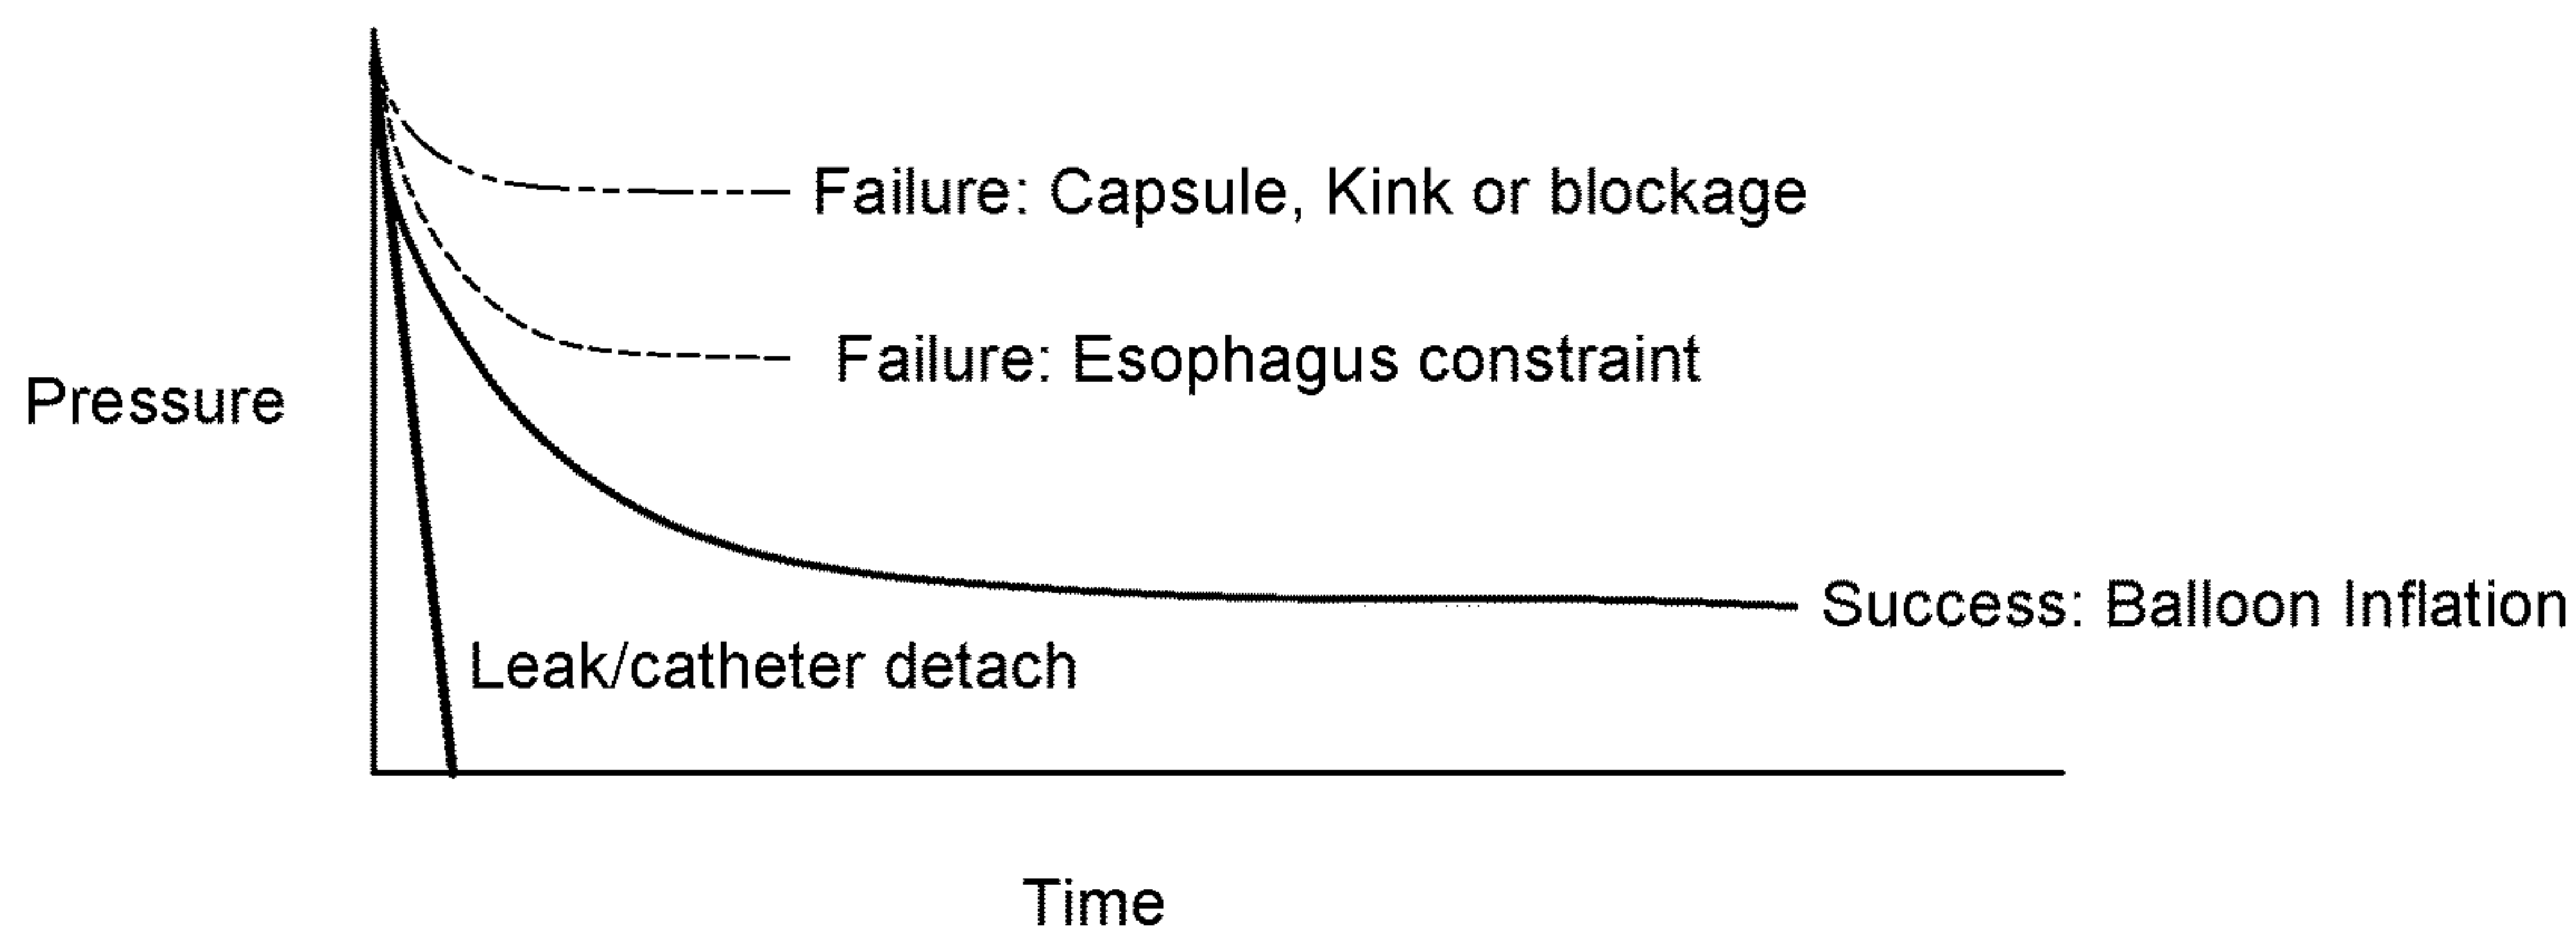 Failure: Capsule, Kink or blockage
Failure: Esophagus constraint
Pressure
Success: Balloon Inflation
Leak/catheter detach
Time